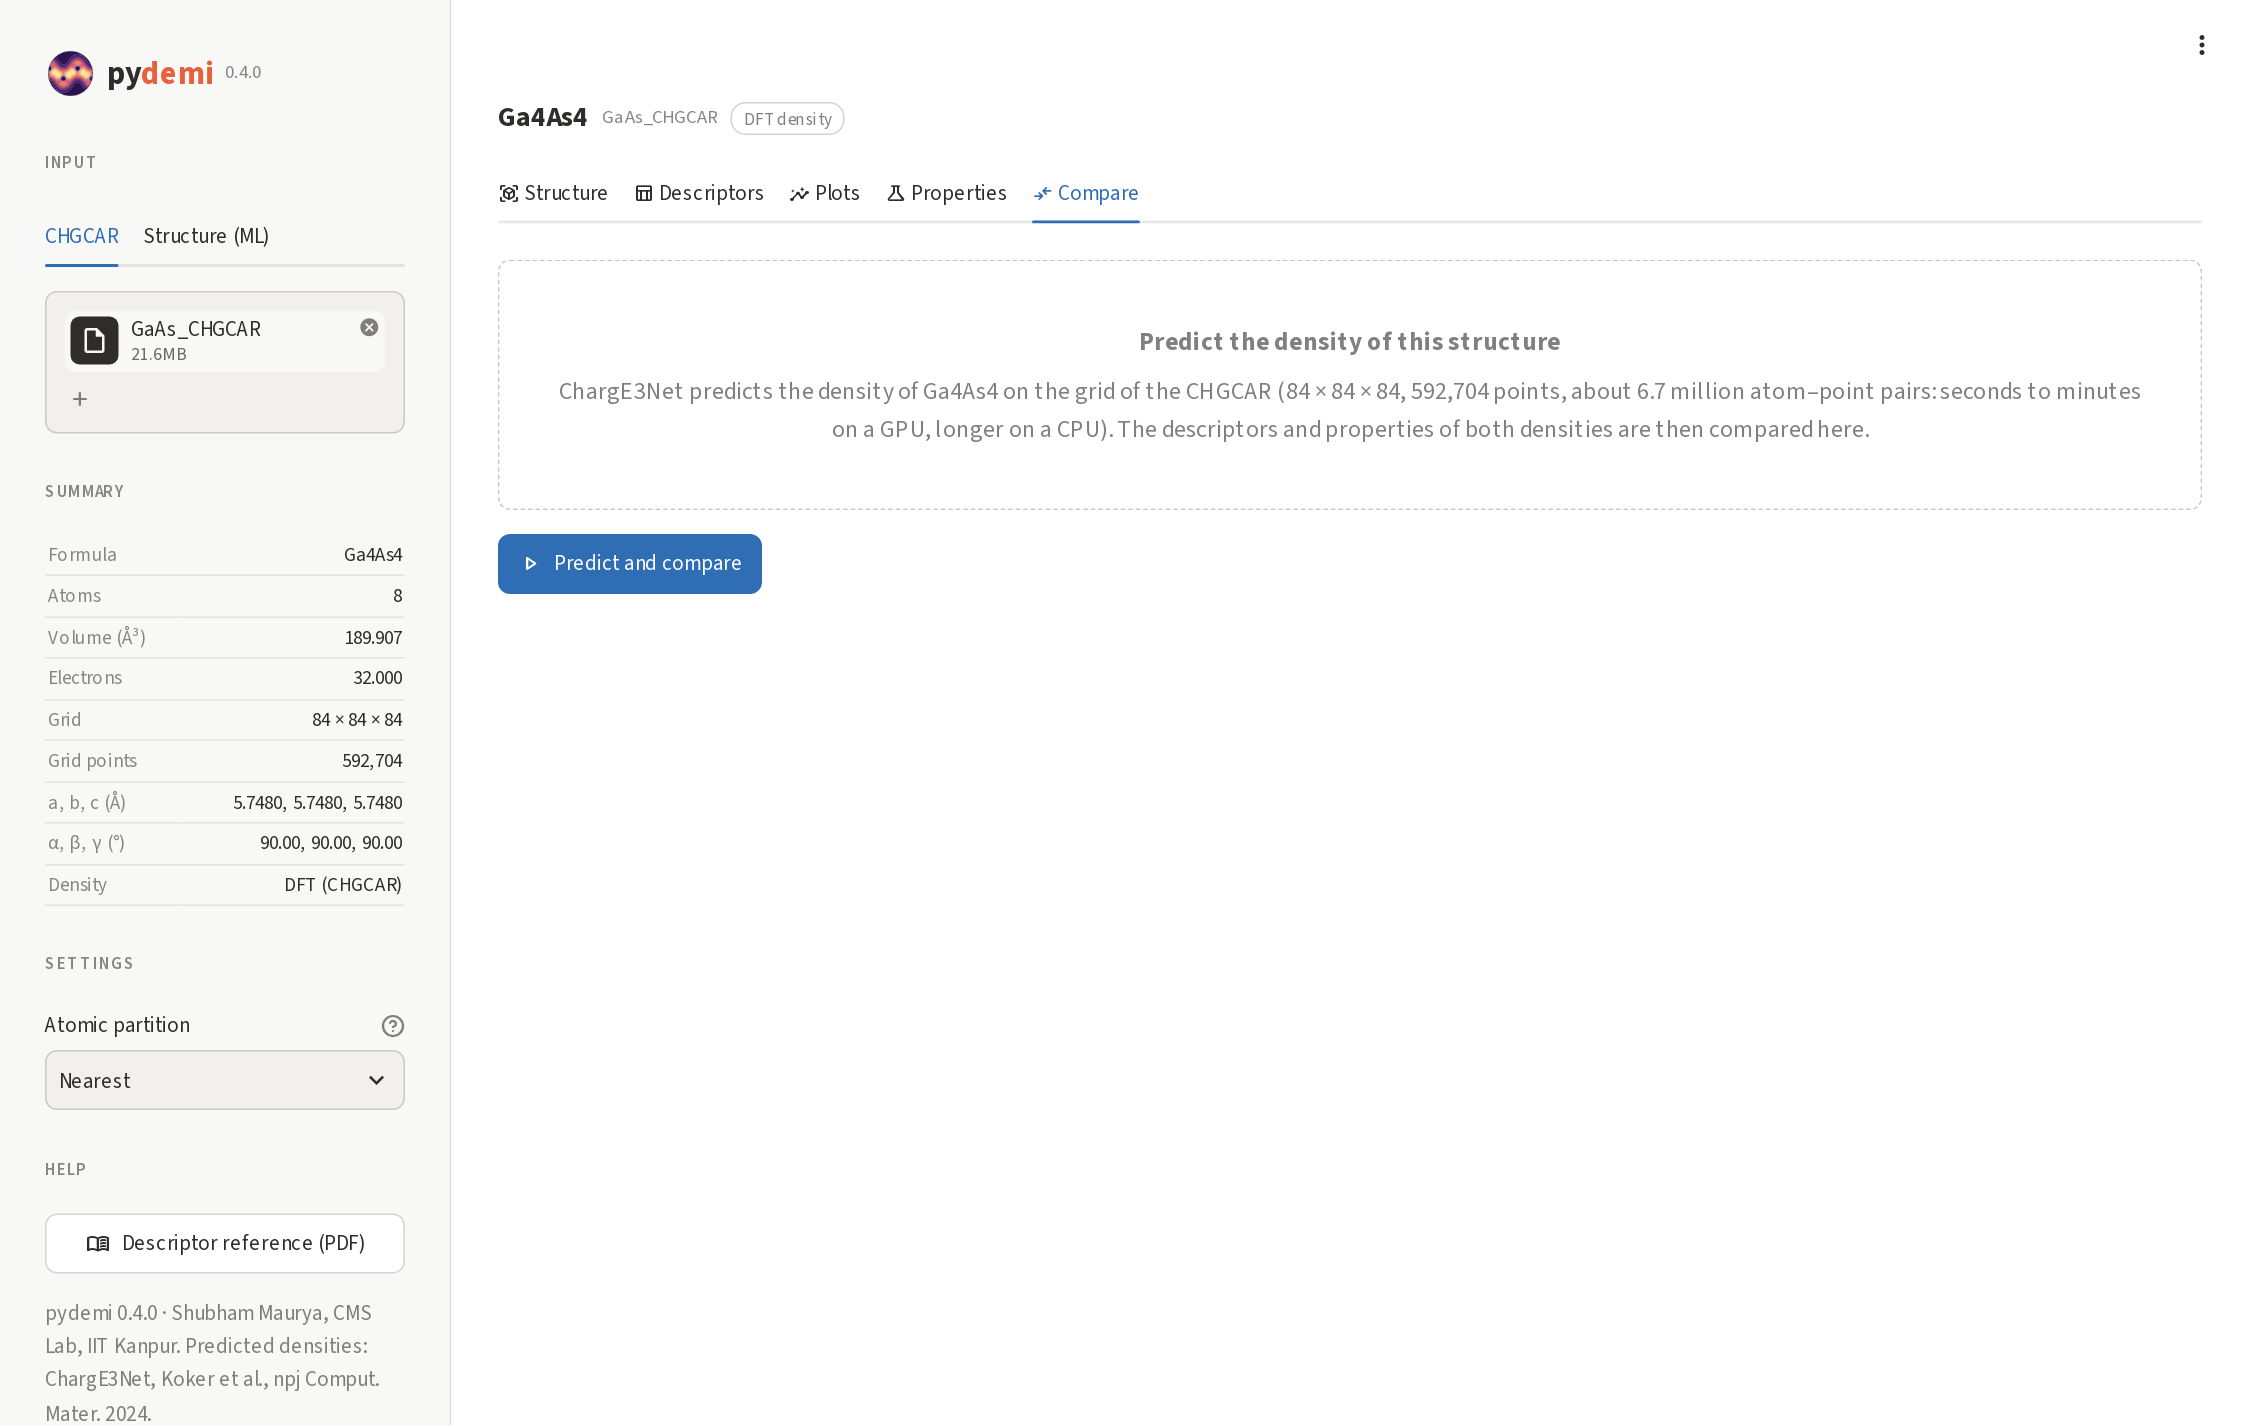 pydemi 0.4.0
INPUT
CHGCAR Structure (ML)
GaAs_CHGCAR
21.6MB
SUMMARY
Formula Ga4As4
Atoms 8
Volume (Å³) 189.907
Electrons 32.000
Grid 84 × 84 × 84
Grid points 592,704
a, b, c (Å) 5.7480, 5.7480, 5.7480
α, β, γ (°) 90.00, 90.00, 90.00
Density DFT (CHGCAR)
SETTINGS
Atomic partition
Nearest
HELP
Descriptor reference (PDF)
pydemi 0.4.0 · Shubham Maurya, CMS
Lab, IIT Kanpur. Predicted densities:
ChargE3Net, Koker et al., npj Comput.
Mater. 2024.
Ga4As4 GaAs_CHGCAR DFT density
Structure Descriptors Plots Properties Compare
Predict the density of this structure
ChargE3Net predicts the density of Ga4As4 on the grid of the CHGCAR (84 × 84 × 84, 592,704 points, about 6.7 million atom–point pairs: seconds to minutes
on a GPU, longer on a CPU). The descriptors and properties of both densities are then compared here.
Predict and compare